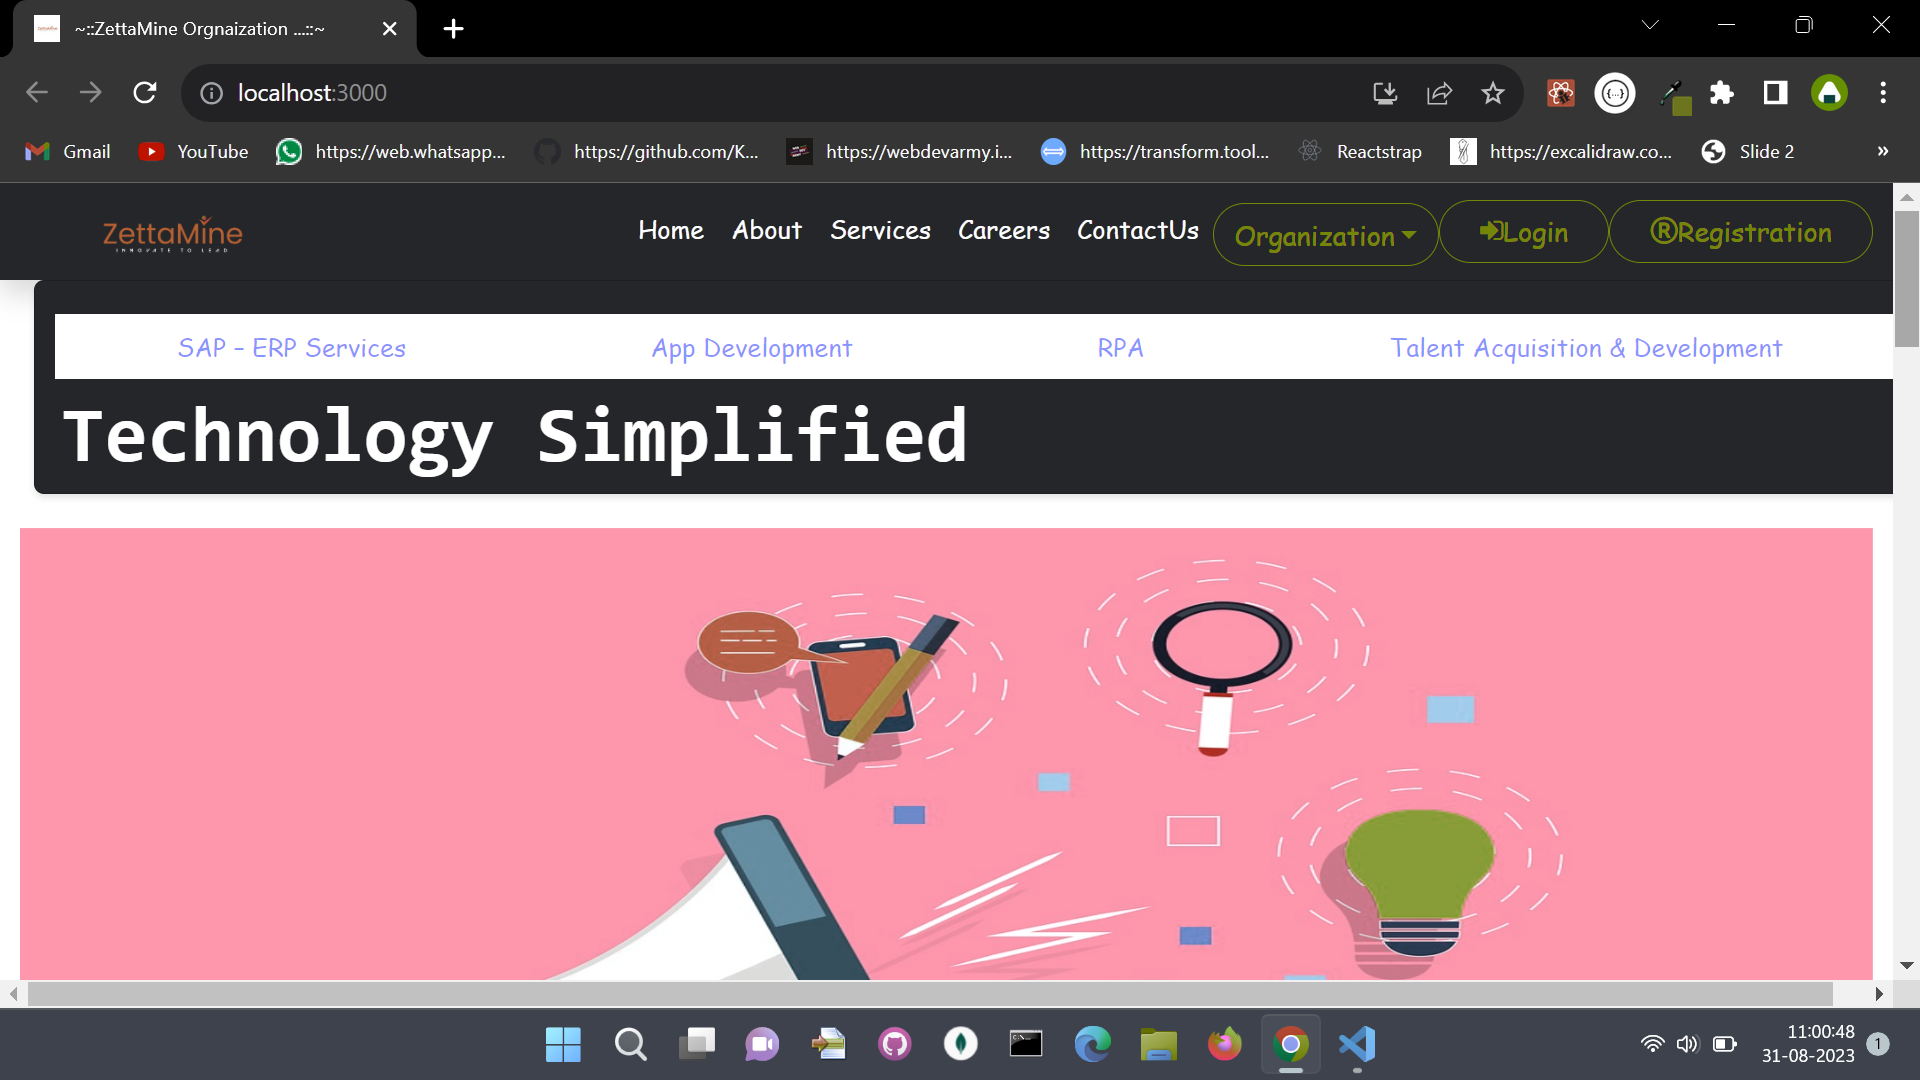 ~::ZettaMine Orgnaization ...::~
localhost:3000
Gmail YouTube https://web.whatsapp... https://github.com/K... https://webdevarmy.i... https://transform.tool... Reactstrap https://excalidraw.co... Slide 2 »
ZettaMine
INNOVATE TO LEAD
Home About Services Careers ContactUs Organization Login ®Registration
SAP – ERP Services App Development RPA Talent Acquisition & Development
Technology Simplified
11:00:48
31-08-2023 1